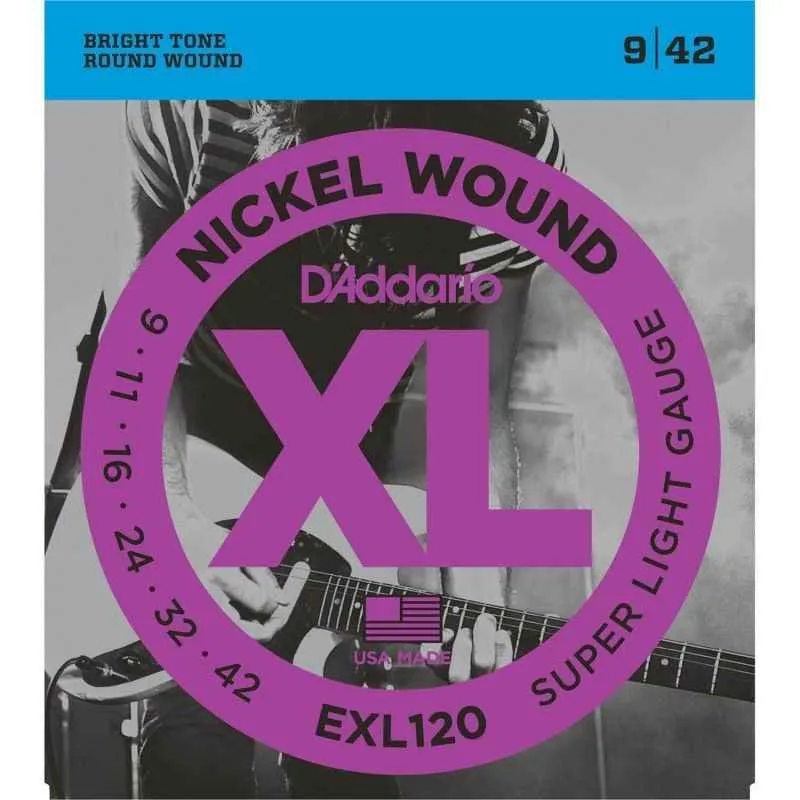 BRIGHT TONE
ROUND WOUND
9|42
NICKEL WOUND
D'Addario
XL
9 · 11 · 16 · 24 · 32 · 42
SUPER LIGHT GAUGE
USA MADE
EXL120